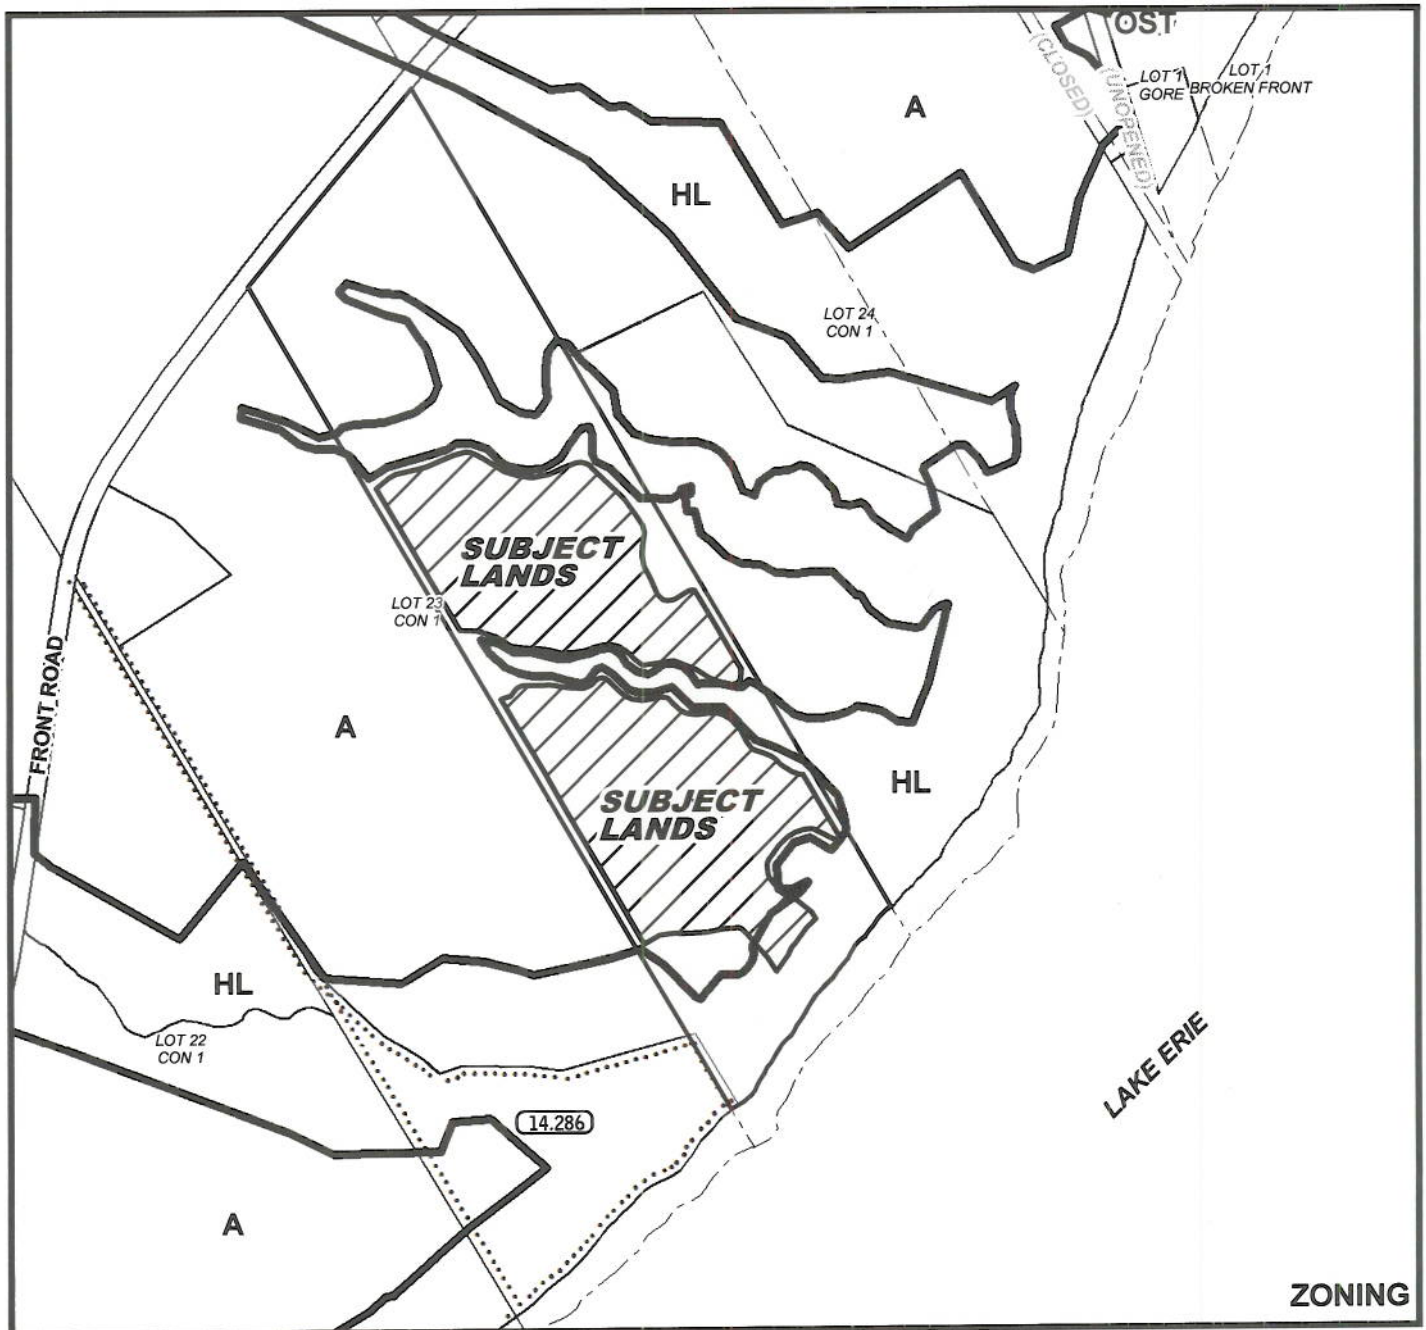 OST
(CLOSED)
(UNOPENED)
LOT 1
GORE
LOT 1
BROKEN FRONT
A
HL
LOT 24
CON 1
SUBJECT
LANDS
LOT 23
CON 1
FRONT ROAD
A
SUBJECT
LANDS
HL
HL
LOT 22
CON 1
LAKE ERIE
14.286
A
ZONING